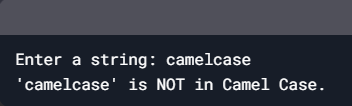 Enter a string: camelcase
'camelcase' is NOT in Camel Case.